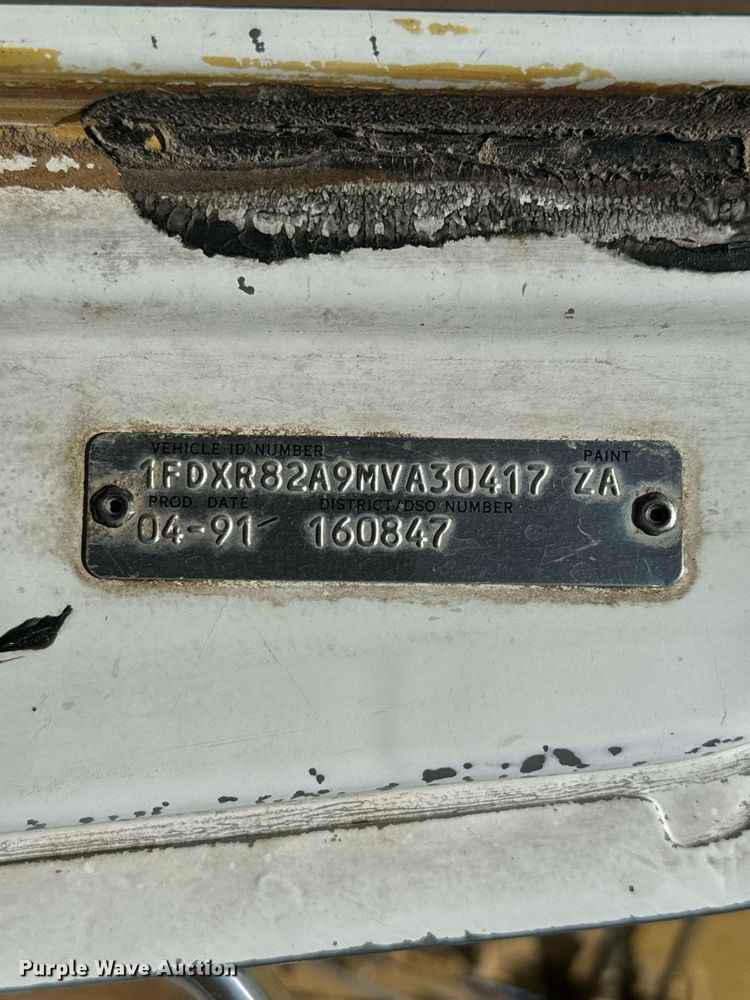 VEHICLE ID NUMBER PAINT
1FDXR82A9MVA30417 ZA
PROD. DATE DISTRICT/DSO NUMBER
04-91 160847
Purple Wave Auction